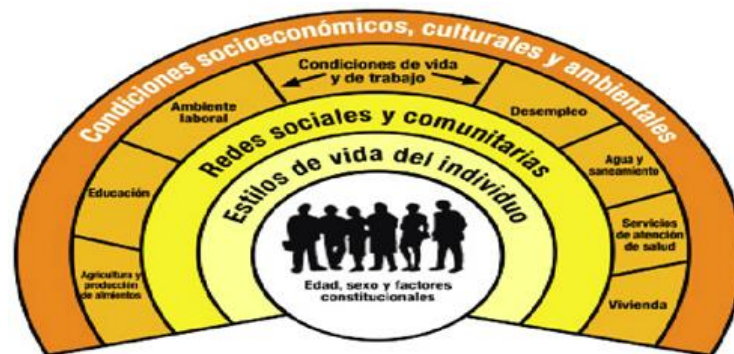 Condiciones socioeconómicos, culturales y ambientales
Condiciones de vida
y de trabajo
Ambiente
laboral
Desempleo
Educación
Agua y
saneamiento
Agricultura y
producción
de alimientos
Servicios
de atención
de salud
Vivienda
Redes sociales y comunitarias
Estilos de vida del individuo
Edad, sexo y factores
constitucionales